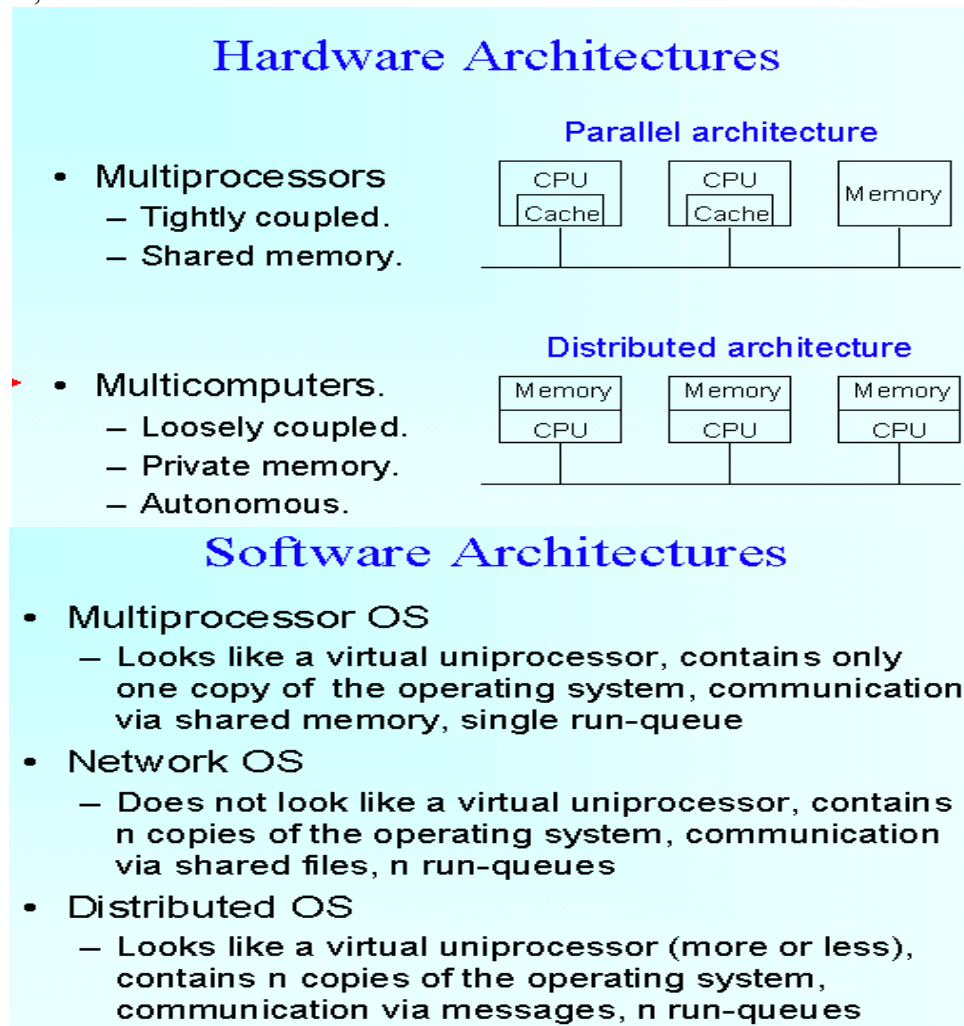 Hardware Architectures
Parallel architecture
• Multiprocessors
– Tightly coupled.
– Shared memory.
CPU
Cache
CPU
Cache
Memory
Distributed architecture
• Multicomputers.
– Loosely coupled.
– Private memory.
– Autonomous.
Memory
CPU
Memory
CPU
Memory
CPU
Software Architectures
• Multiprocessor OS
– Looks like a virtual uniprocessor, contains only
one copy of the operating system, communication
via shared memory, single run-queue
• Network OS
– Does not look like a virtual uniprocessor, contains
n copies of the operating system, communication
via shared files, n run-queues
• Distributed OS
– Looks like a virtual uniprocessor (more or less),
contains n copies of the operating system,
communication via messages, n run-queues